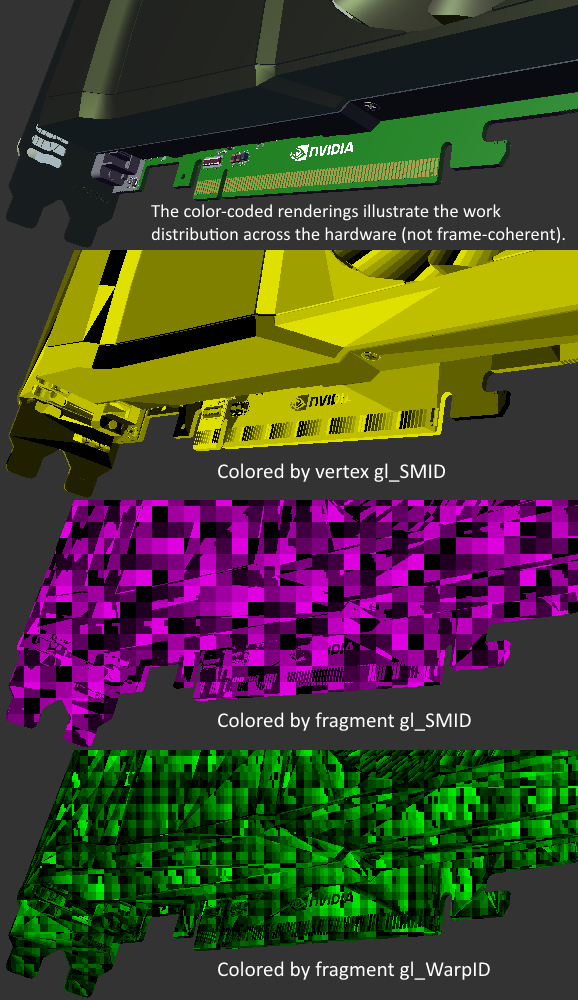 NVIDIA
The color-coded renderings illustrate the work
distribution across the hardware (not frame-coherent).
NVIDIA
Colored by vertex gl_SMID
Colored by fragment gl_SMID
NVIDIA
Colored by fragment gl_WarpID